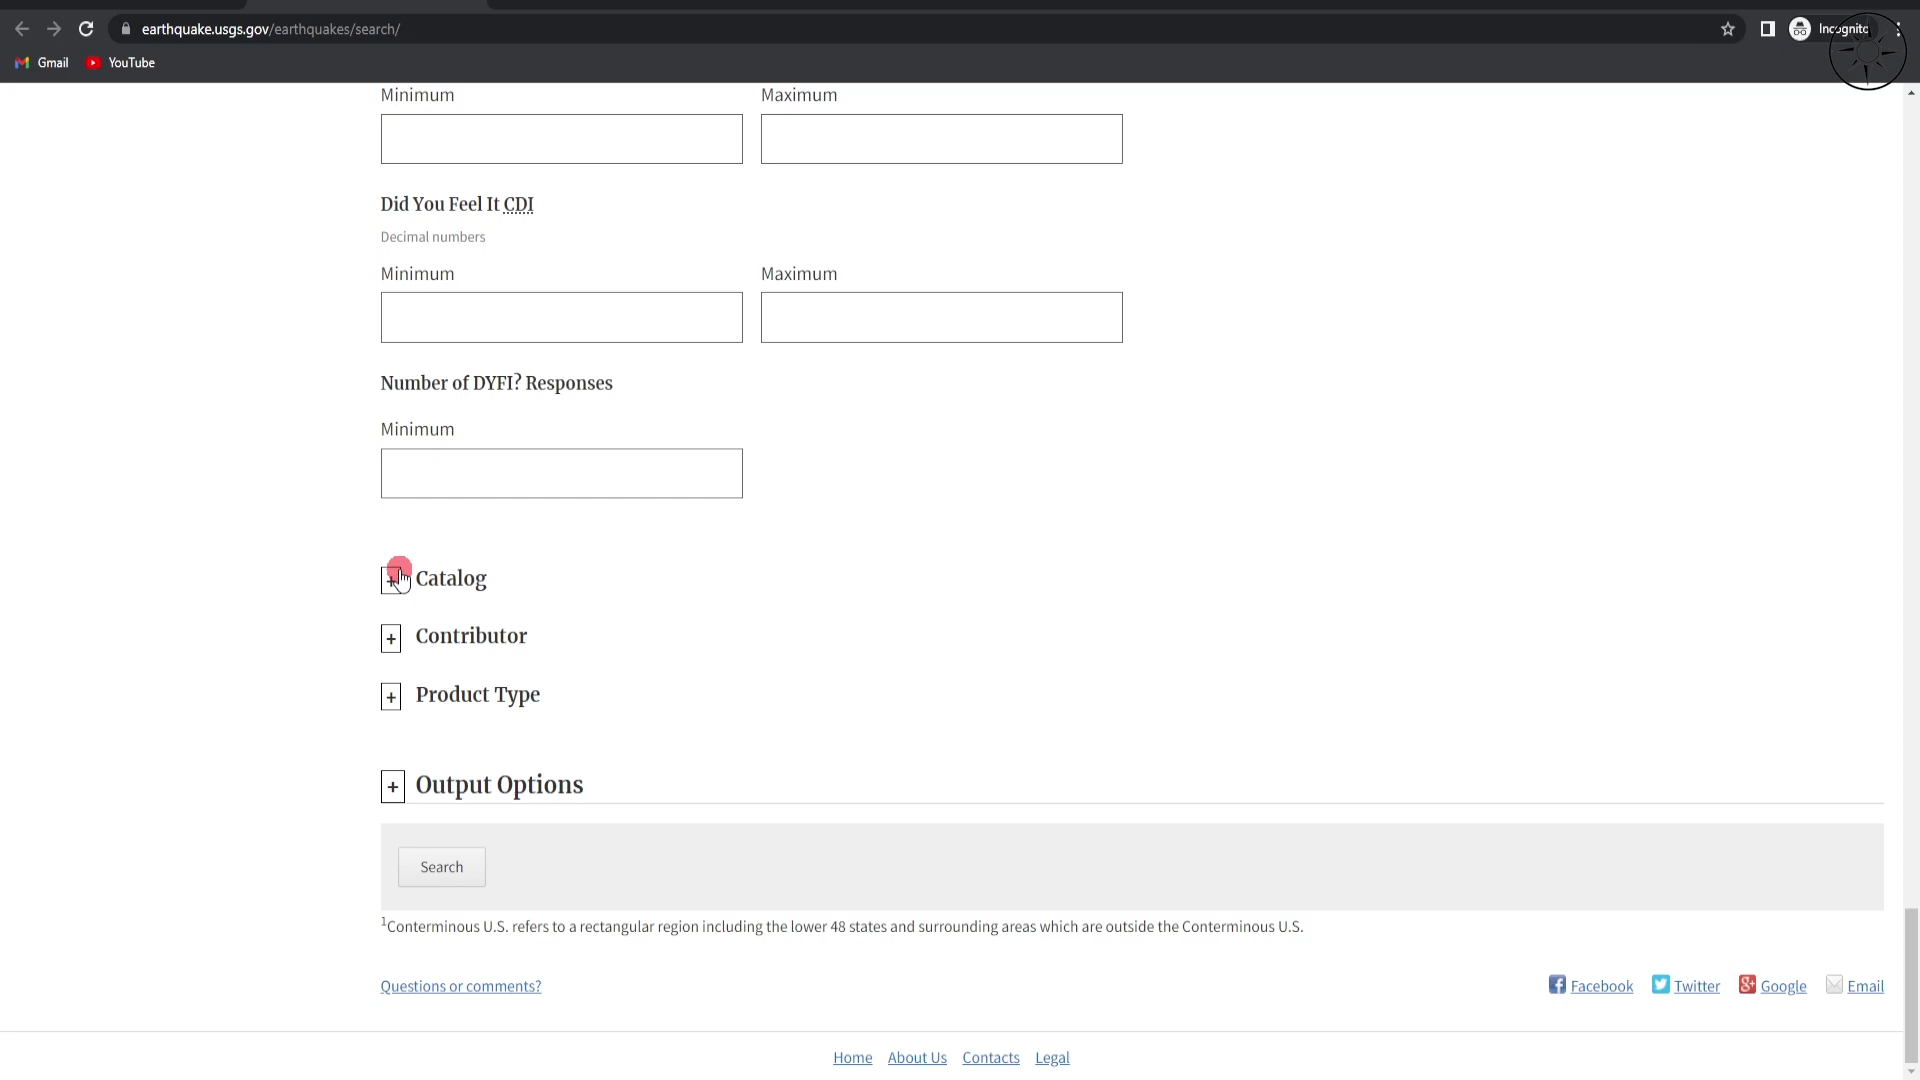 earthquake.usgs.gov/earthquakes/search/
Incognito
Gmail YouTube
Minimum Maximum
Did You Feel It CDI
Decimal numbers
Minimum Maximum
Number of DYFI? Responses
Minimum
+ Catalog
+ Contributor
+ Product Type
+ Output Options
Search
1Conterminous U.S. refers to a rectangular region including the lower 48 states and surrounding areas which are outside the Conterminous U.S.
Questions or comments? Facebook Twitter Google Email
Home About Us Contacts Legal